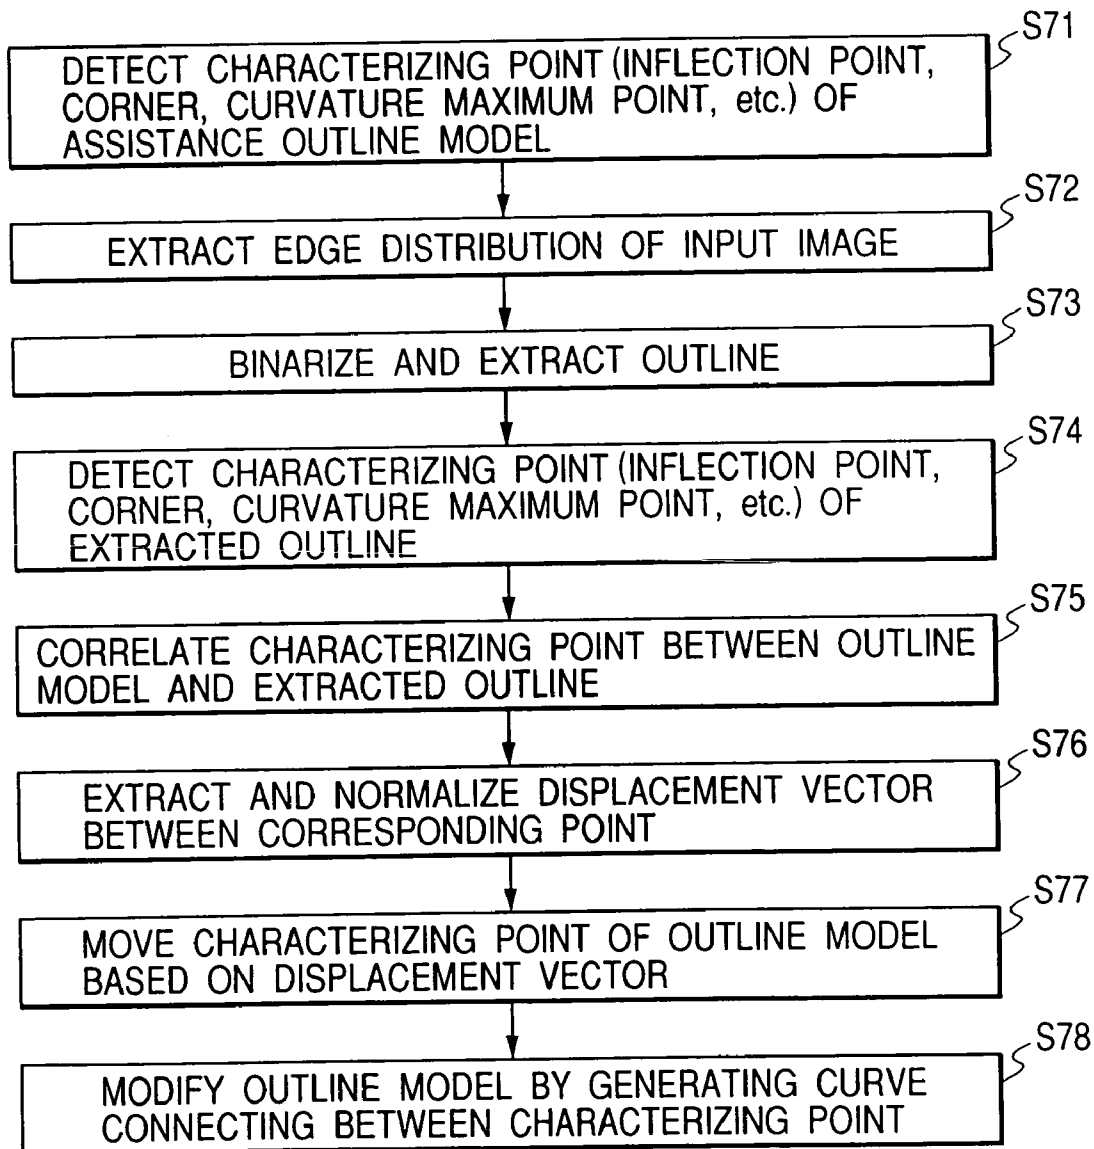 S71
DETECT CHARACTERIZING POINT (INFLECTION POINT,
CORNER, CURVATURE MAXIMUM POINT, etc.) OF
ASSISTANCE OUTLINE MODEL
S72
EXTRACT EDGE DISTRIBUTION OF INPUT IMAGE
S73
BINARIZE AND EXTRACT OUTLINE
S74
DETECT CHARACTERIZING POINT (INFLECTION POINT,
CORNER, CURVATURE MAXIMUM POINT, etc.) OF
EXTRACTED OUTLINE
S75
CORRELATE CHARACTERIZING POINT BETWEEN OUTLINE
MODEL AND EXTRACTED OUTLINE
S76
EXTRACT AND NORMALIZE DISPLACEMENT VECTOR
BETWEEN CORRESPONDING POINT
S77
MOVE CHARACTERIZING POINT OF OUTLINE MODEL
BASED ON DISPLACEMENT VECTOR
S78
MODIFY OUTLINE MODEL BY GENERATING CURVE
CONNECTING BETWEEN CHARACTERIZING POINT